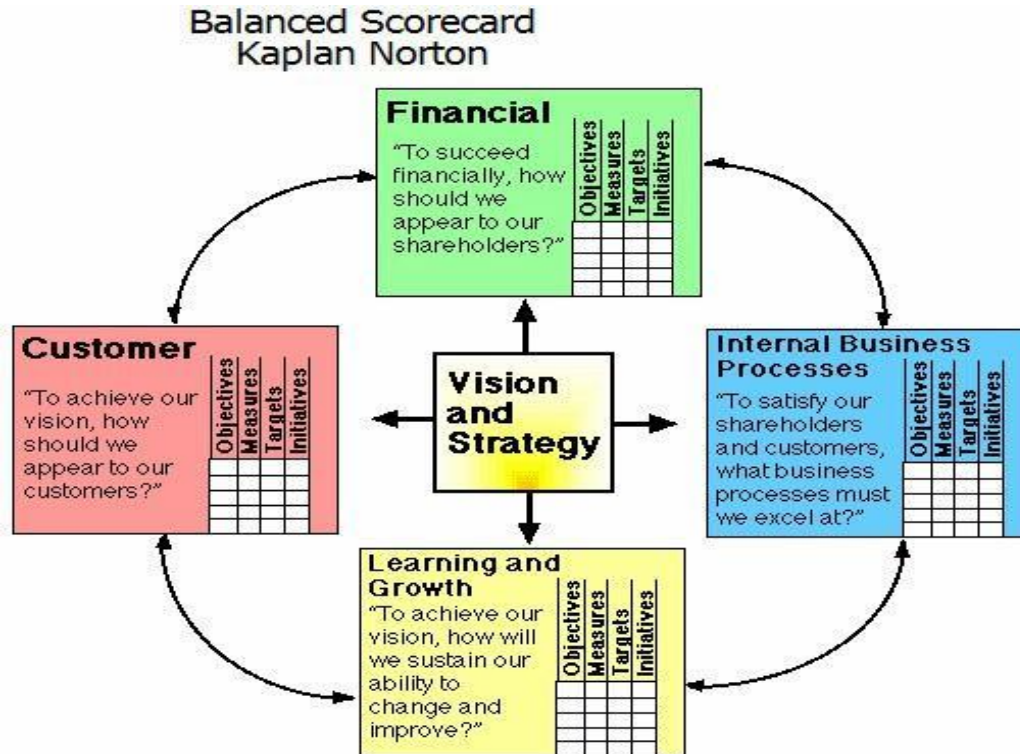 Balanced Scorecard
Kaplan Norton
Financial
“To succeed
financially, how
should we
appear to our
shareholders?”
Objectives
Measures
Targets
Initiatives
Customer
“To achieve our
vision, how
should we
appear to our
customers?”
Objectives
Measures
Targets
Initiatives
Vision
and
Strategy
Internal Business
Processes
“To satisfy our
shareholders
and customers,
what business
processes must
we excel at?”
Objectives
Measures
Targets
Initiatives
Learning and
Growth
“To achieve our
vision, how will
we sustain our
ability to
change and
improve?”
Objectives
Measures
Targets
Initiatives